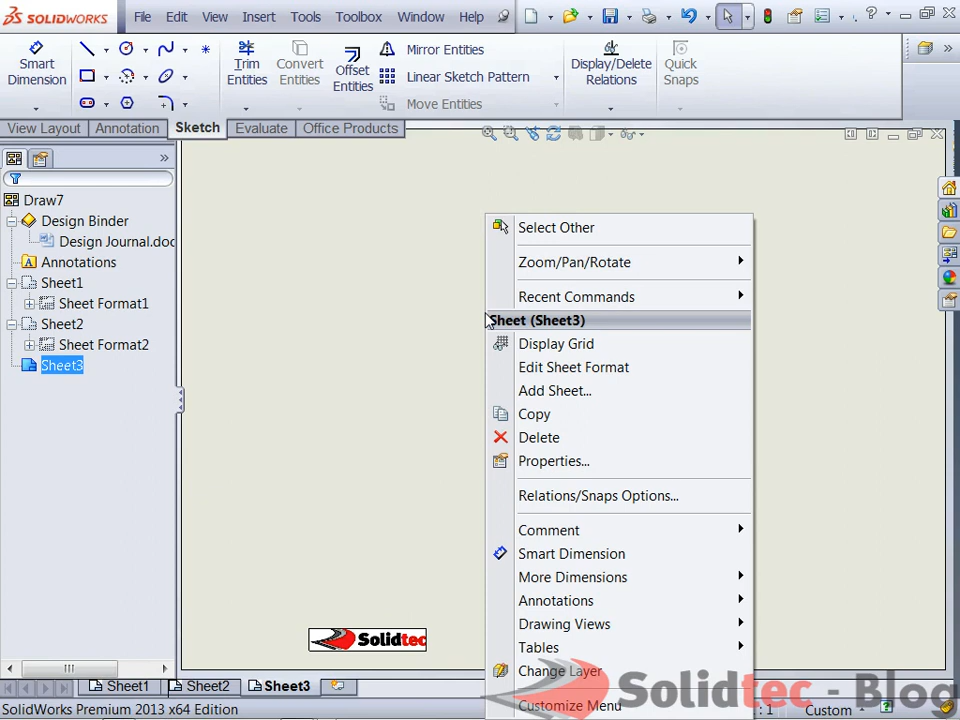 SOLIDWORKS File Edit View Insert Tools Toolbox Window Help
Smart Dimension
Trim Entities
Convert Entities
Offset Entities
Mirror Entities
Linear Sketch Pattern
Move Entities
Display/Delete Relations
Quick Snaps
View Layout Annotation Sketch Evaluate Office Products
Draw7
Design Binder
Design Journal.doc
Annotations
Sheet1
Sheet Format1
Sheet2
Sheet Format2
Sheet3
Select Other
Zoom/Pan/Rotate
Recent Commands
Sheet (Sheet3)
Display Grid
Edit Sheet Format
Add Sheet...
Copy
Delete
Properties...
Relations/Snaps Options...
Comment
Smart Dimension
More Dimensions
Annotations
Drawing Views
Tables
Change Layer
Customize Menu
Solidtec
Sheet1 Sheet2 Sheet3
Solidtec - Blog
SolidWorks Premium 2013 x64 Edition : 1 Custom